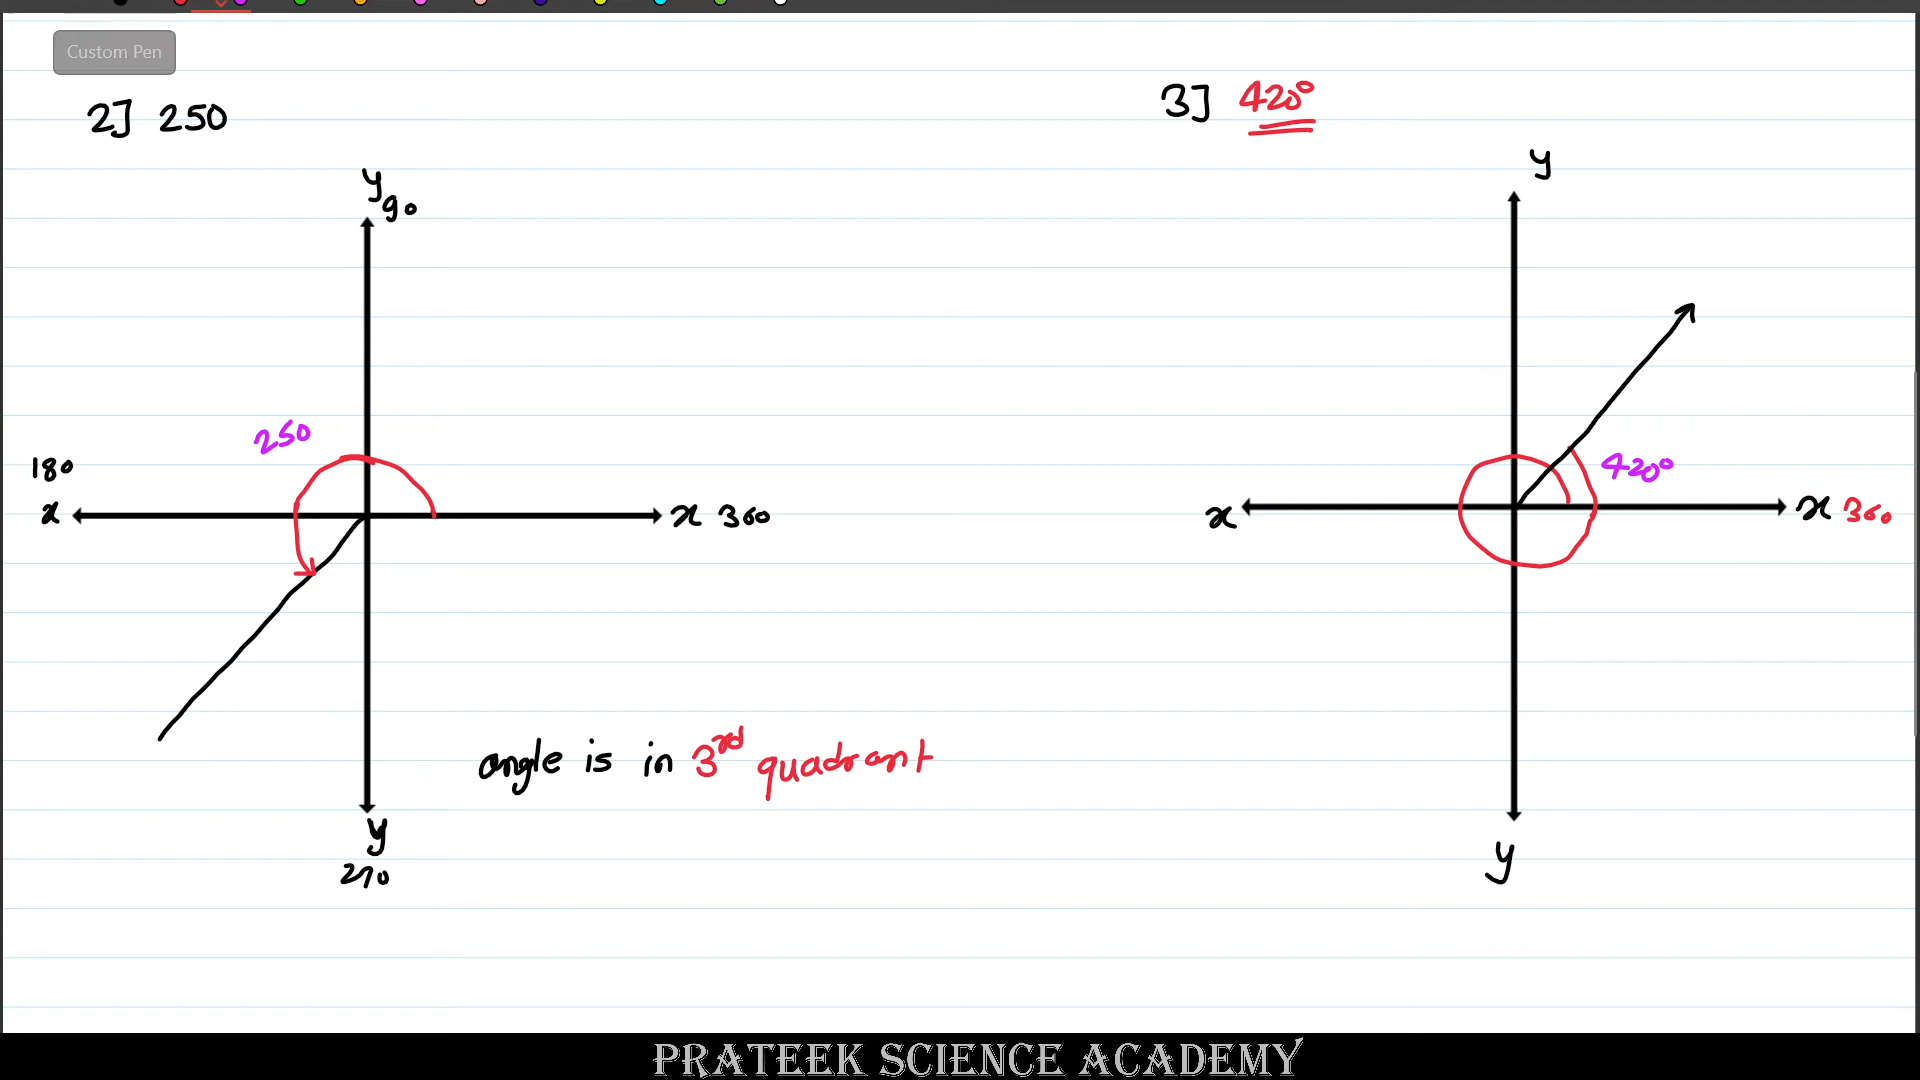 Custom Pen
2] 250
y
90
250
180
x
x 360
angle is in 3rd quadrant
y
270
3] 420°
y
420°
x
x 360
y
PRATEEK SCIENCE ACADEMY